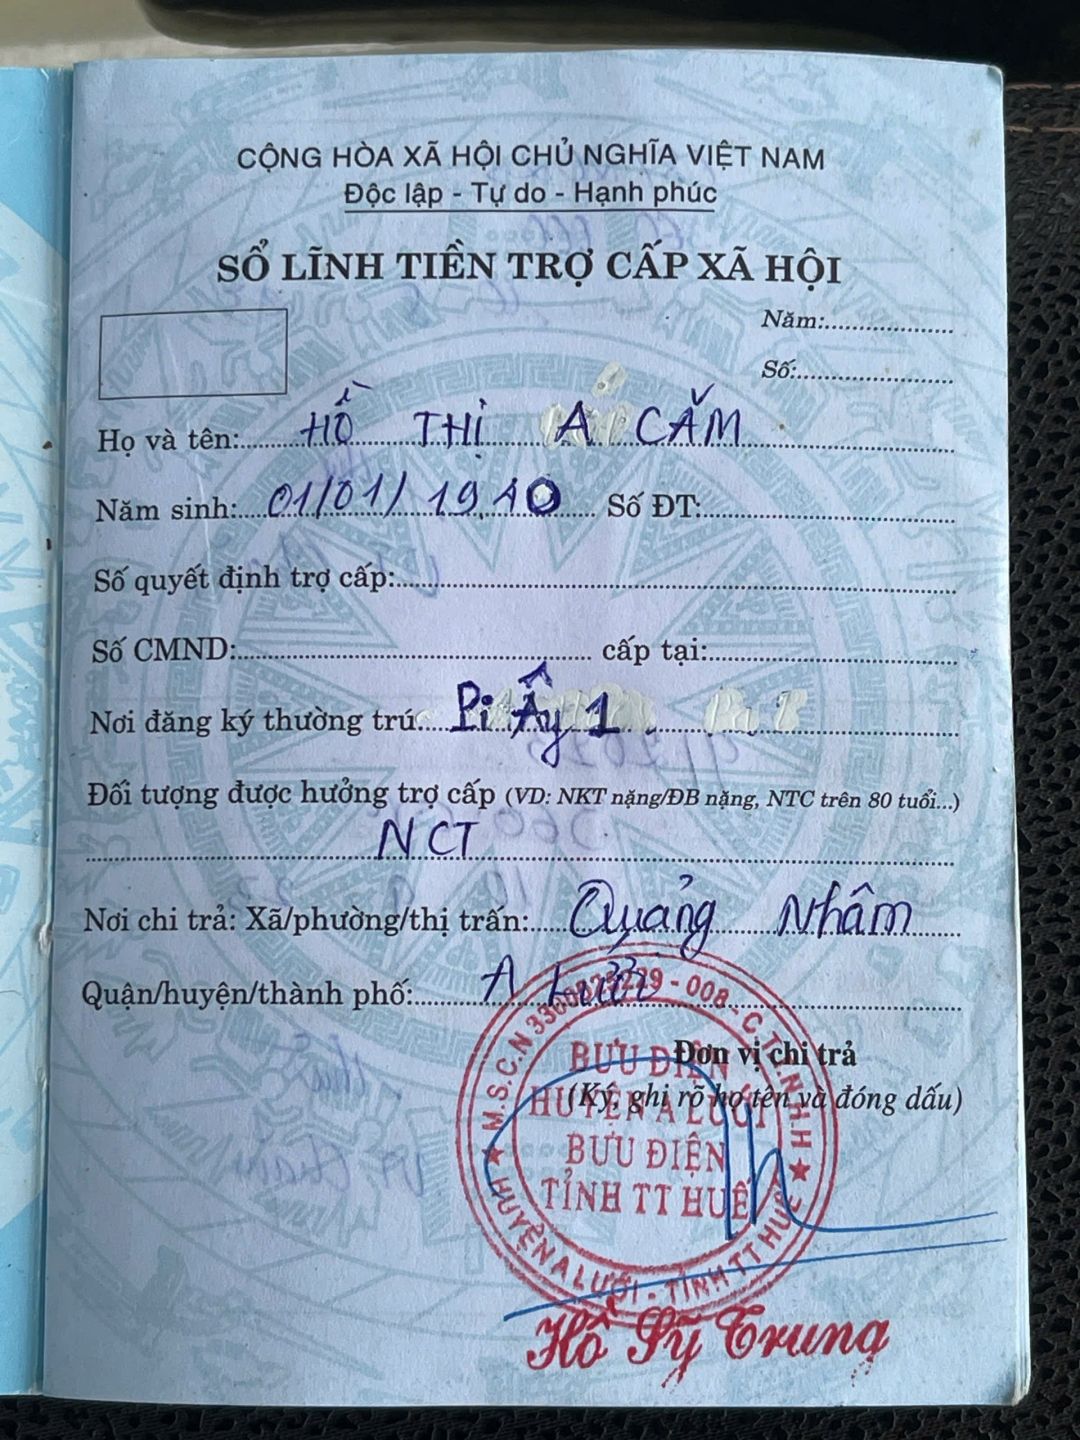 CỘNG HÒA XÃ HỘI CHỦ NGHĨA VIỆT NAM
Độc lập - Tự do - Hạnh phúc
SỔ LĨNH TIỀN TRỢ CẤP XÃ HỘI
Năm:
Số:
Họ và tên: HỒ THỊ A CĂM
Năm sinh: 01/01/1940 Số ĐT:
Số quyết định trợ cấp:
Số CMND: cấp tại:
Nơi đăng ký thường trú: Pi Ây 1
Đối tượng được hưởng trợ cấp (VD: NKT nặng/ĐB nặng, NTC trên 80 tuổi...)
NCT
Nơi chi trả: Xã/phường/thị trấn: Quảng Nhâm
Quận/huyện/thành phố: A Lưới
Đơn vị chi trả
(Ký, ghi rõ họ tên và đóng dấu)
BƯU ĐIỆN
HUYỆN A LƯỚI
BƯU ĐIỆN
TỈNH TT HUẾ
HUYỆN A LƯỚI - TỈNH TT HUẾ
Hồ Sỹ Trung